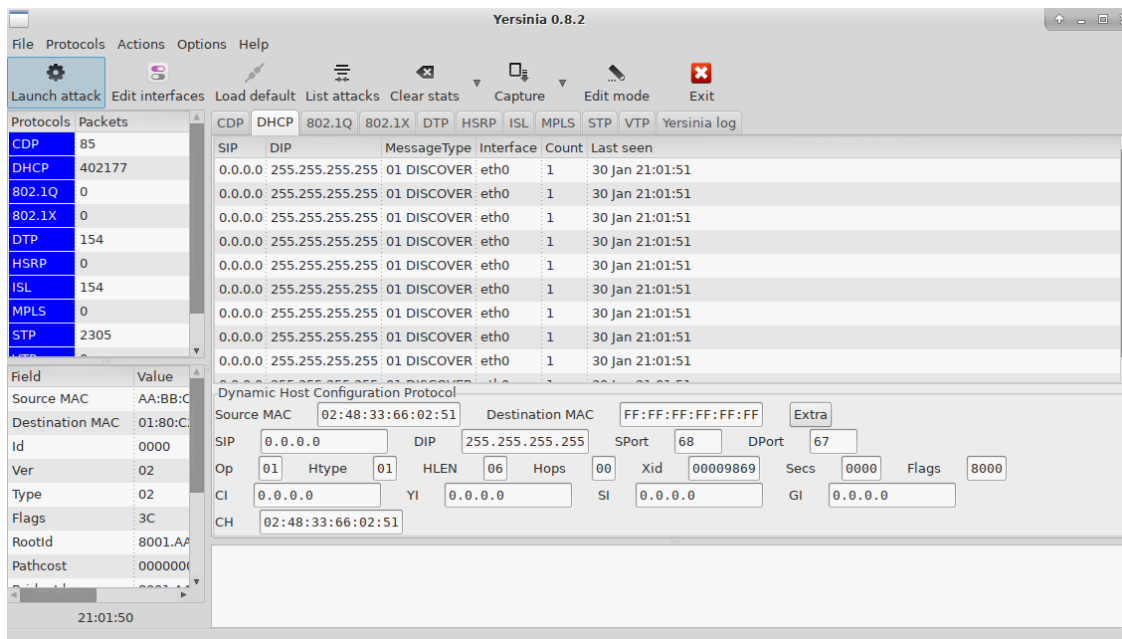 Yersinia 0.8.2
File Protocols Actions Options Help
Launch attack Edit interfaces Load default List attacks Clear stats Capture Edit mode Exit
Protocols Packets
CDP 85
DHCP 402177
802.1Q 0
802.1X 0
DTP 154
HSRP 0
ISL 154
MPLS 0
STP 2305
CDP DHCP 802.1Q 802.1X DTP HSRP ISL MPLS STP VTP Yersinia log
SIP DIP MessageType Interface Count Last seen
0.0.0.0 255.255.255.255 01 DISCOVER eth0 1 30 Jan 21:01:51
0.0.0.0 255.255.255.255 01 DISCOVER eth0 1 30 Jan 21:01:51
0.0.0.0 255.255.255.255 01 DISCOVER eth0 1 30 Jan 21:01:51
0.0.0.0 255.255.255.255 01 DISCOVER eth0 1 30 Jan 21:01:51
0.0.0.0 255.255.255.255 01 DISCOVER eth0 1 30 Jan 21:01:51
0.0.0.0 255.255.255.255 01 DISCOVER eth0 1 30 Jan 21:01:51
0.0.0.0 255.255.255.255 01 DISCOVER eth0 1 30 Jan 21:01:51
0.0.0.0 255.255.255.255 01 DISCOVER eth0 1 30 Jan 21:01:51
0.0.0.0 255.255.255.255 01 DISCOVER eth0 1 30 Jan 21:01:51
Field Value
Source MAC AA:BB:C
Destination MAC 01:80:C
Id 0000
Ver 02
Type 02
Flags 3C
RootId 8001.AA
Pathcost 0000000
21:01:50
Dynamic Host Configuration Protocol
Source MAC 02:48:33:66:02:51 Destination MAC FF:FF:FF:FF:FF:FF Extra
SIP 0.0.0.0 DIP 255.255.255.255 SPort 68 DPort 67
Op 01 Htype 01 HLEN 06 Hops 00 Xid 00009869 Secs 0000 Flags 8000
CI 0.0.0.0 YI 0.0.0.0 SI 0.0.0.0 GI 0.0.0.0
CH 02:48:33:66:02:51